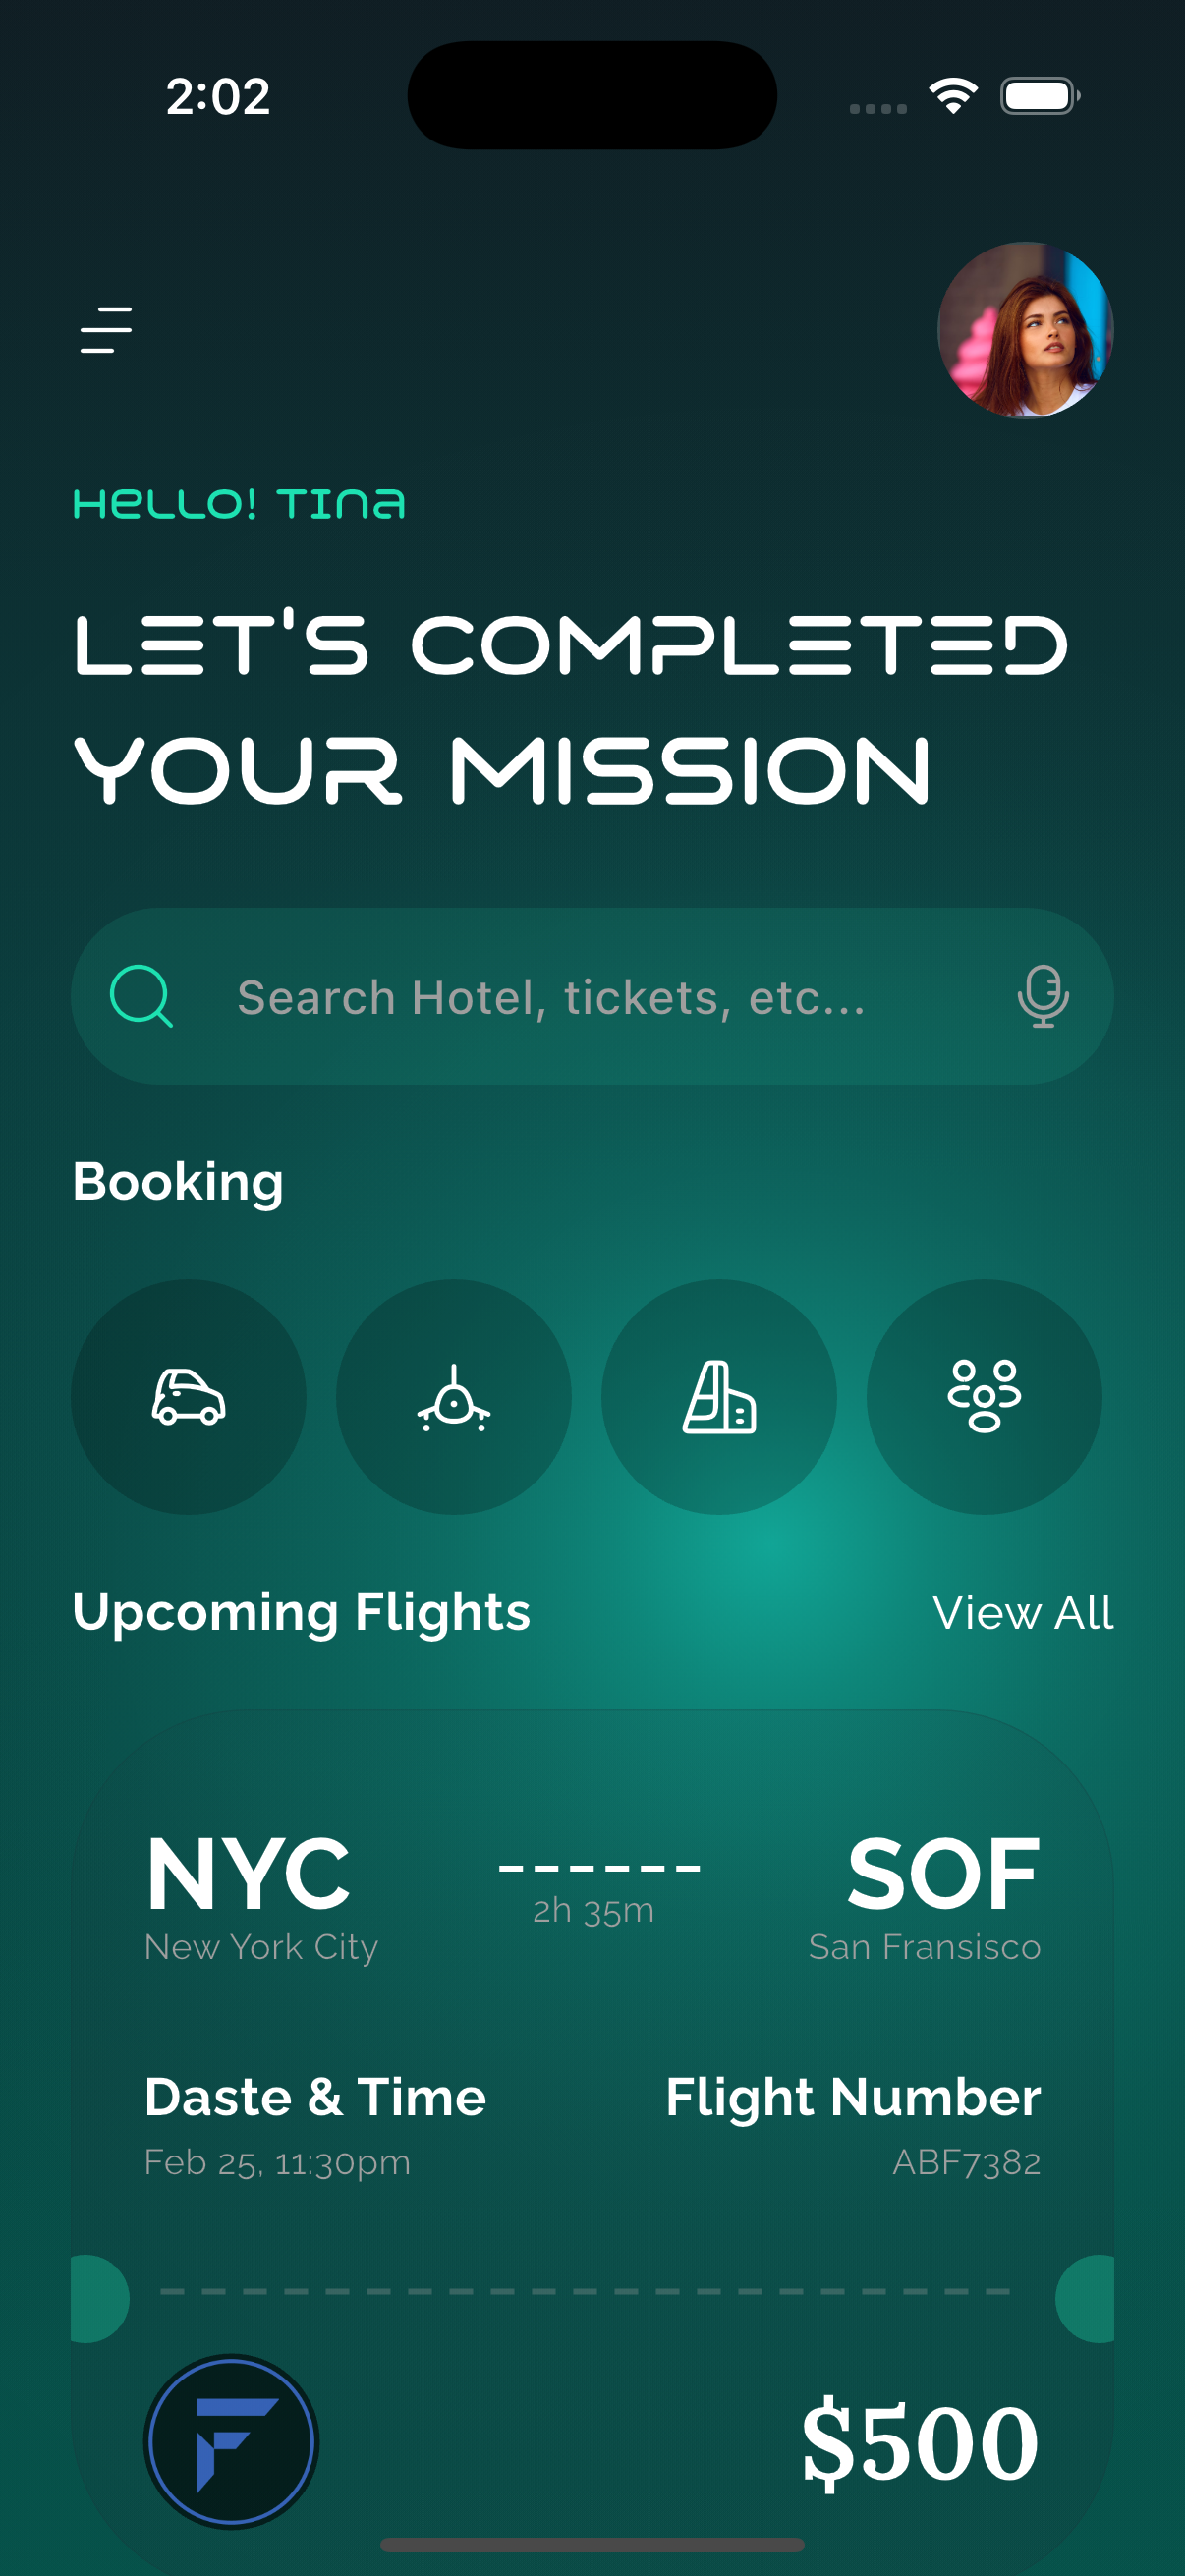 2:02
Hello! Tina
LET'S COMPLETED
YOUR MISSION
Search Hotel, tickets, etc...
Booking
Upcoming Flights
View All
NYC
2h 35m
SOF
New York City
San Fransisco
Daste & Time
Flight Number
Feb 25, 11:30pm
ABF7382
F
$500